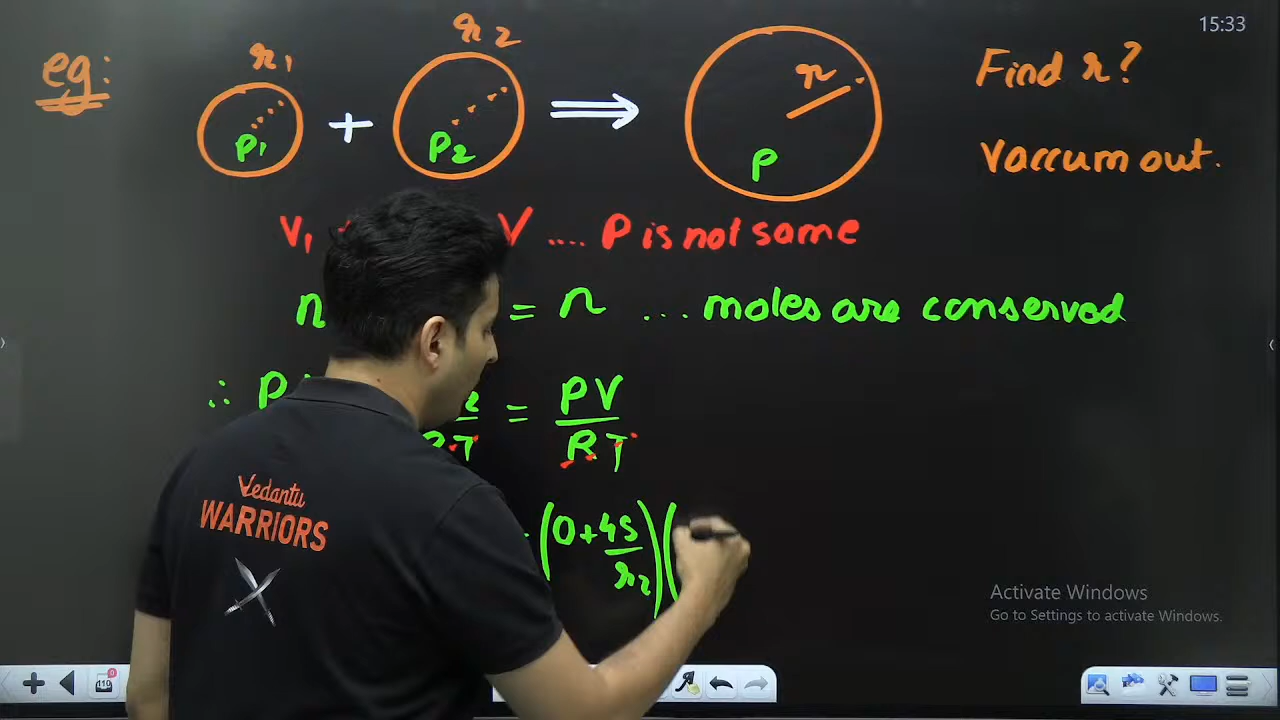 15:33
eg:
r1 r2 r Find r?
P1 + P2 ⇒ P Vaccum out.
V1 V .... P is not same
n = n ... moles are conserved
∴ P = PV/RT
(0+4S/r2)(
Vedantu
WARRIORS
Activate Windows
Go to Settings to activate Windows.